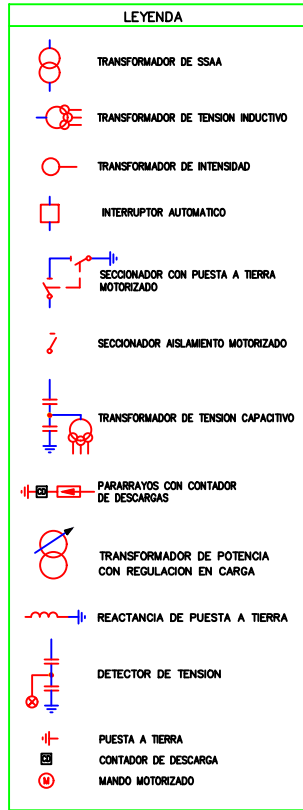 LEYENDA
TRANSFORMADOR DE SSAA
TRANSFORMADOR DE TENSION INDUCTIVO
TRANSFORMADOR DE INTENSIDAD
INTERRUPTOR AUTOMATICO
SECCIONADOR CON PUESTA A TIERRA
MOTORIZADO
SECCIONADOR AISLAMIENTO MOTORIZADO
TRANSFORMADOR DE TENSION CAPACITIVO
PARARRAYOS CON CONTADOR
DE DESCARGAS
TRANSFORMADOR DE POTENCIA
CON REGULACION EN CARGA
REACTANCIA DE PUESTA A TIERRA
DETECTOR DE TENSION
PUESTA A TIERRA
CONTADOR DE DESCARGA
M
MANDO MOTORIZADO